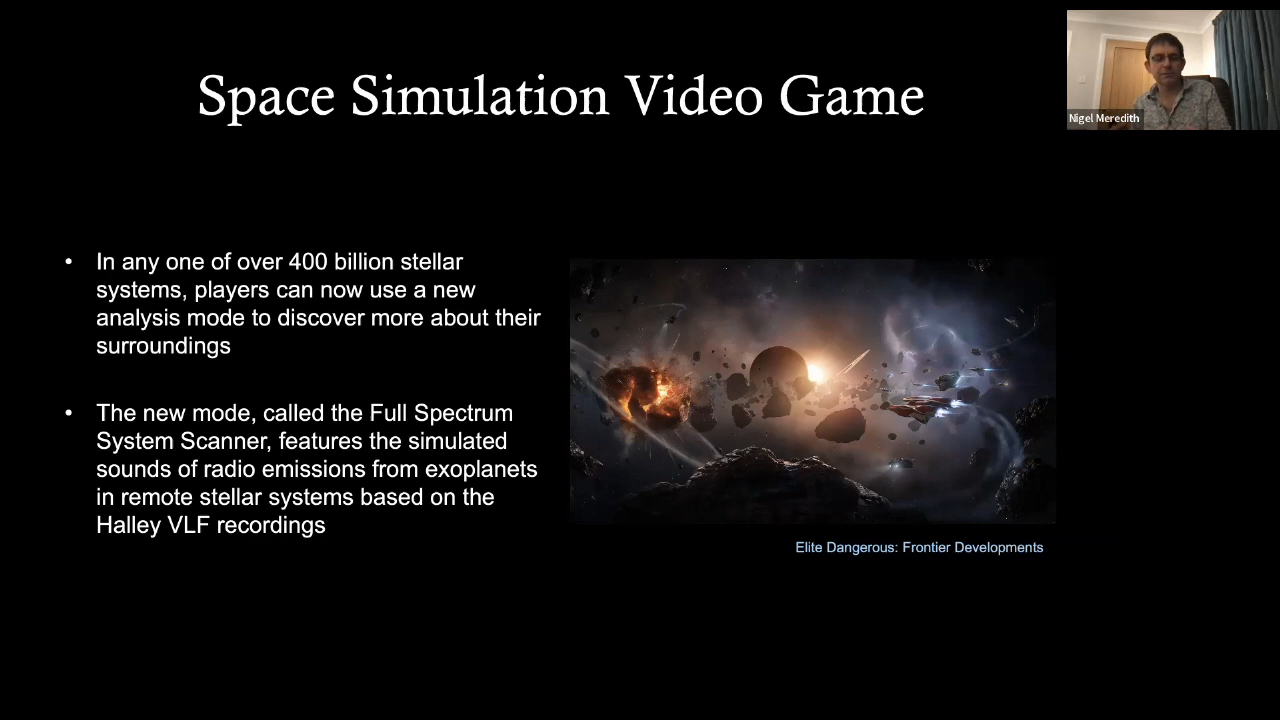 Space Simulation Video Game
Nigel Meredith
• In any one of over 400 billion stellar
systems, players can now use a new
analysis mode to discover more about their
surroundings
• The new mode, called the Full Spectrum
System Scanner, features the simulated
sounds of radio emissions from exoplanets
in remote stellar systems based on the
Halley VLF recordings
Elite Dangerous: Frontier Developments